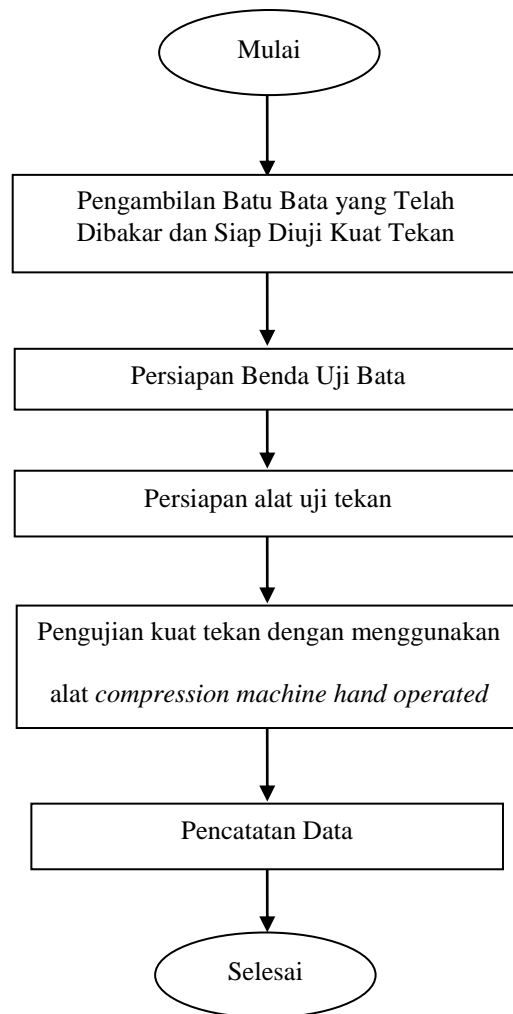 Mulai
Pengambilan Batu Bata yang Telah
Dibakar dan Siap Diuji Kuat Tekan
Persiapan Benda Uji Bata
Persiapan alat uji tekan
Pengujian kuat tekan dengan menggunakan
alat compression machine hand operated
Pencatatan Data
Selesai